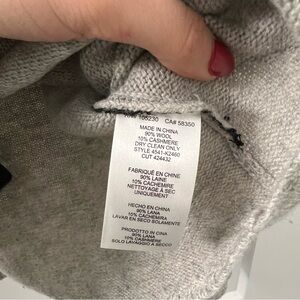 RN# 105230 CA# 58350
MADE IN CHINA
90% WOOL
10% CASHMERE
DRY CLEAN ONLY
STYLE 4541-K2460
CUT 424432
FABRIQUÉ EN CHINE
90% LAINE
10% CACHEMIRE
NETTOYAGE A SEC
UNIQUEMENT
HECHO EN CHINA
90% LANA
10% CACHEMIRA
LAVAR EN SECO SOLAMENTE
PRODOTTO IN CINA
90% LANA
10% CASHMERE
SOLO LAVAGGIO A SECCO